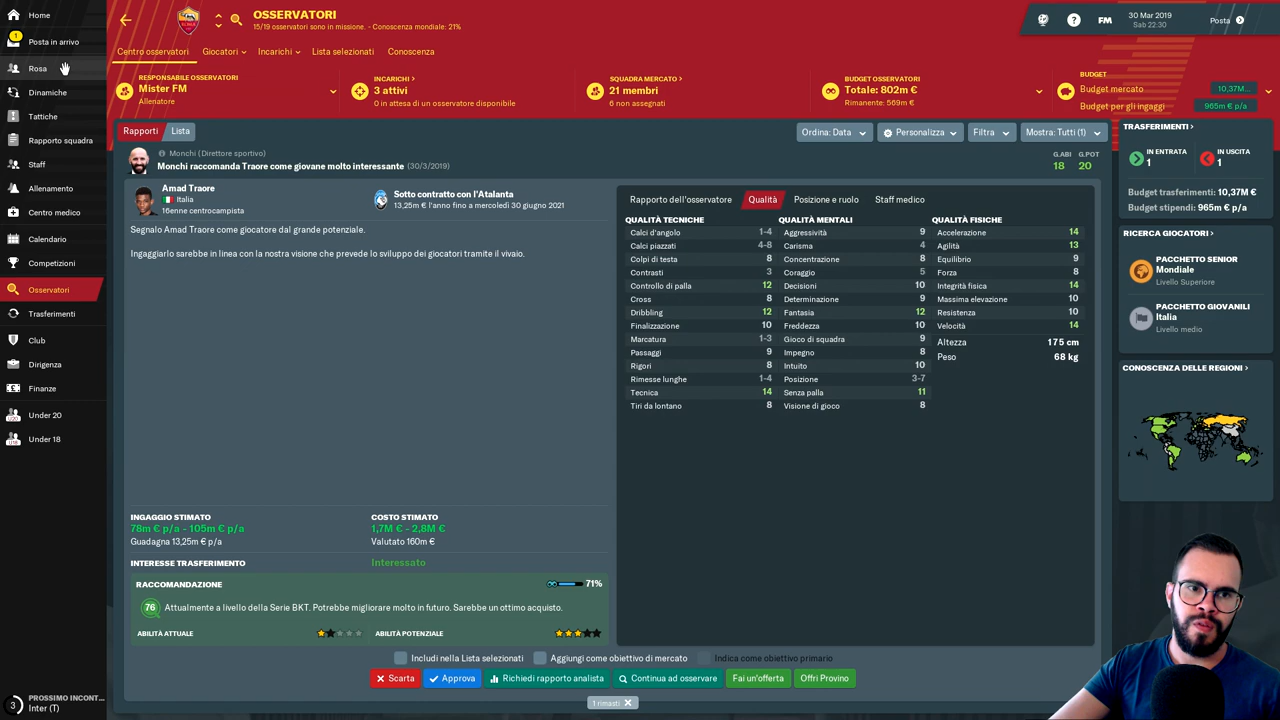 Home
OSSERVATORI
15/19 osservatori sono in missione. - Conoscenza mondiale: 21%
? FM 30 Mar 2019 Sab 22:30 Posta
1 Posta in arrivo
Rosa
Dinamiche
Tattiche
Rapporti squadra
Staff
Allenamento
Centro medico
Calendario
Competizioni
Osservatori
Trasferimenti
Club
Dirigenza
Finanze
Under 20
Under 18
3 PROSSIMO INCONT...
Inter (T)
Centro osservatori Giocatori Incarichi Lista selezionati Conoscenza
RESPONSABILE OSSERVATORI
Mister FM
Allenatore
INCARICHI >
3 attivi
0 in attesa di un osservatore disponibile
SQUADRA MERCATO >
21 membri
6 non assegnati
BUDGET OSSERVATORI
Totale: 802m €
Rimanente: 569m €
BUDGET
Budget mercato 10,37M...
Budget per gli ingaggi 965m € p/a
Rapporti Lista
Ordina: Data Personalizza Filtra Mostra: Tutti (1)
Monchi (Direttore sportivo)
Monchi raccomanda Traore come giovane molto interessante (30/3/2019)
G.ABI G.POT
18 20
Amad Traore
Italia
16enne centrocampista
Sotto contratto con l'Atalanta
13,25m € l'anno fino a mercoledì 30 giugno 2021
Segnalo Amad Traore come giocatore dal grande potenziale.
Ingaggiarlo sarebbe in linea con la nostra visione che prevede lo sviluppo dei giocatori tramite il vivaio.
INGAGGIO STIMATO
78m € p/a - 105m € p/a
Guadagna 13,25m € p/a
COSTO STIMATO
1,7M € - 2,8M €
Valutato 160m €
INTERESSE TRASFERIMENTO Interessato
RACCOMANDAZIONE 71%
76 Attualmente a livello della Serie BKT. Potrebbe migliorare molto in futuro. Sarebbe un ottimo acquisto.
ABILITÀ ATTUALE ABILITÀ POTENZIALE
Rapporto dell'osservatore Qualità Posizione e ruolo Staff medico
QUALITÀ TECNICHE QUALITÀ MENTALI QUALITÀ FISICHE
Calci d'angolo 1-4 Aggressività 9 Accelerazione 14
Calci piazzati 4-8 Carisma 4 Agilità 13
Colpi di testa 8 Concentrazione 8 Equilibrio 9
Contrasti 3 Coraggio 5 Forza 8
Controllo di palla 12 Decisioni 10 Integrità fisica 14
Cross 8 Determinazione 9 Massima elevazione 10
Dribbling 12 Fantasia 12 Resistenza 10
Finalizzazione 10 Freddezza 10 Velocità 14
Marcatura 1-3 Gioco di squadra 9 Altezza 175 cm
Passaggi 9 Impegno 8 Peso 68 kg
Rigori 8 Intuito 10
Rimesse lunghe 1-4 Posizione 3-7
Tecnica 14 Senza palla 11
Tiri da lontano 8 Visione di gioco 8
Includi nella Lista selezionati Aggiungi come obiettivo di mercato Indica come obiettivo primario
Scarta Approva Richiedi rapporto analista Continua ad osservare Fai un'offerta Offri Provino
1 rimasti
TRASFERIMENTI >
IN ENTRATA 1 IN USCITA 1
Budget trasferimenti: 10,37M €
Budget stipendi: 965m € p/a
RICERCA GIOCATORI >
PACCHETTO SENIOR
Mondiale
Livello Superiore
PACCHETTO GIOVANILI
Italia
Livello medio
CONOSCENZA DELLE REGIONI >